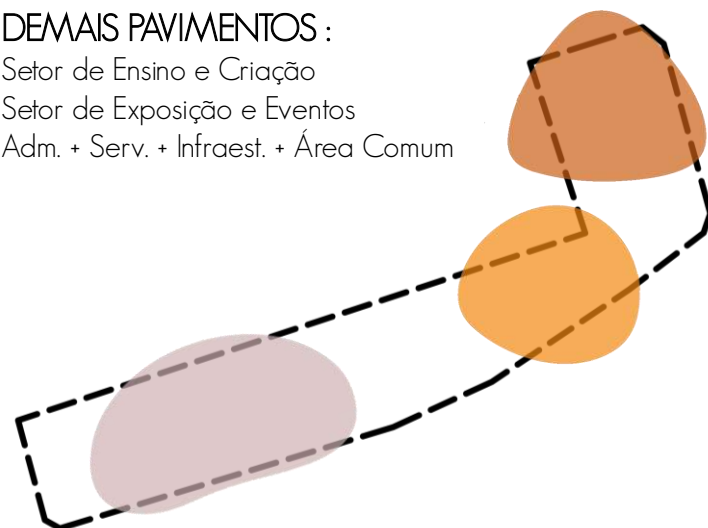 DEMAIS PAVIMENTOS :
Setor de Ensino e Criação
Setor de Exposição e Eventos
Adm. + Serv. + Infraest. + Área Comum